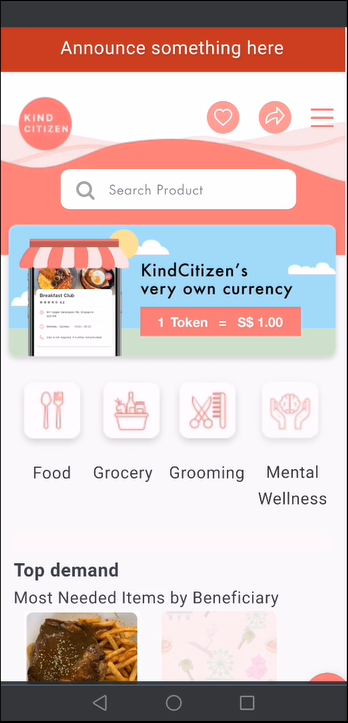 Announce something here
KIND
CITIZEN
Search Product
KindCitizen's
very own currency
1 Token = S$ 1.00
Breakfast Club
Food
Grocery
Grooming
Mental
Wellness
Top demand
Most Needed Items by Beneficiary